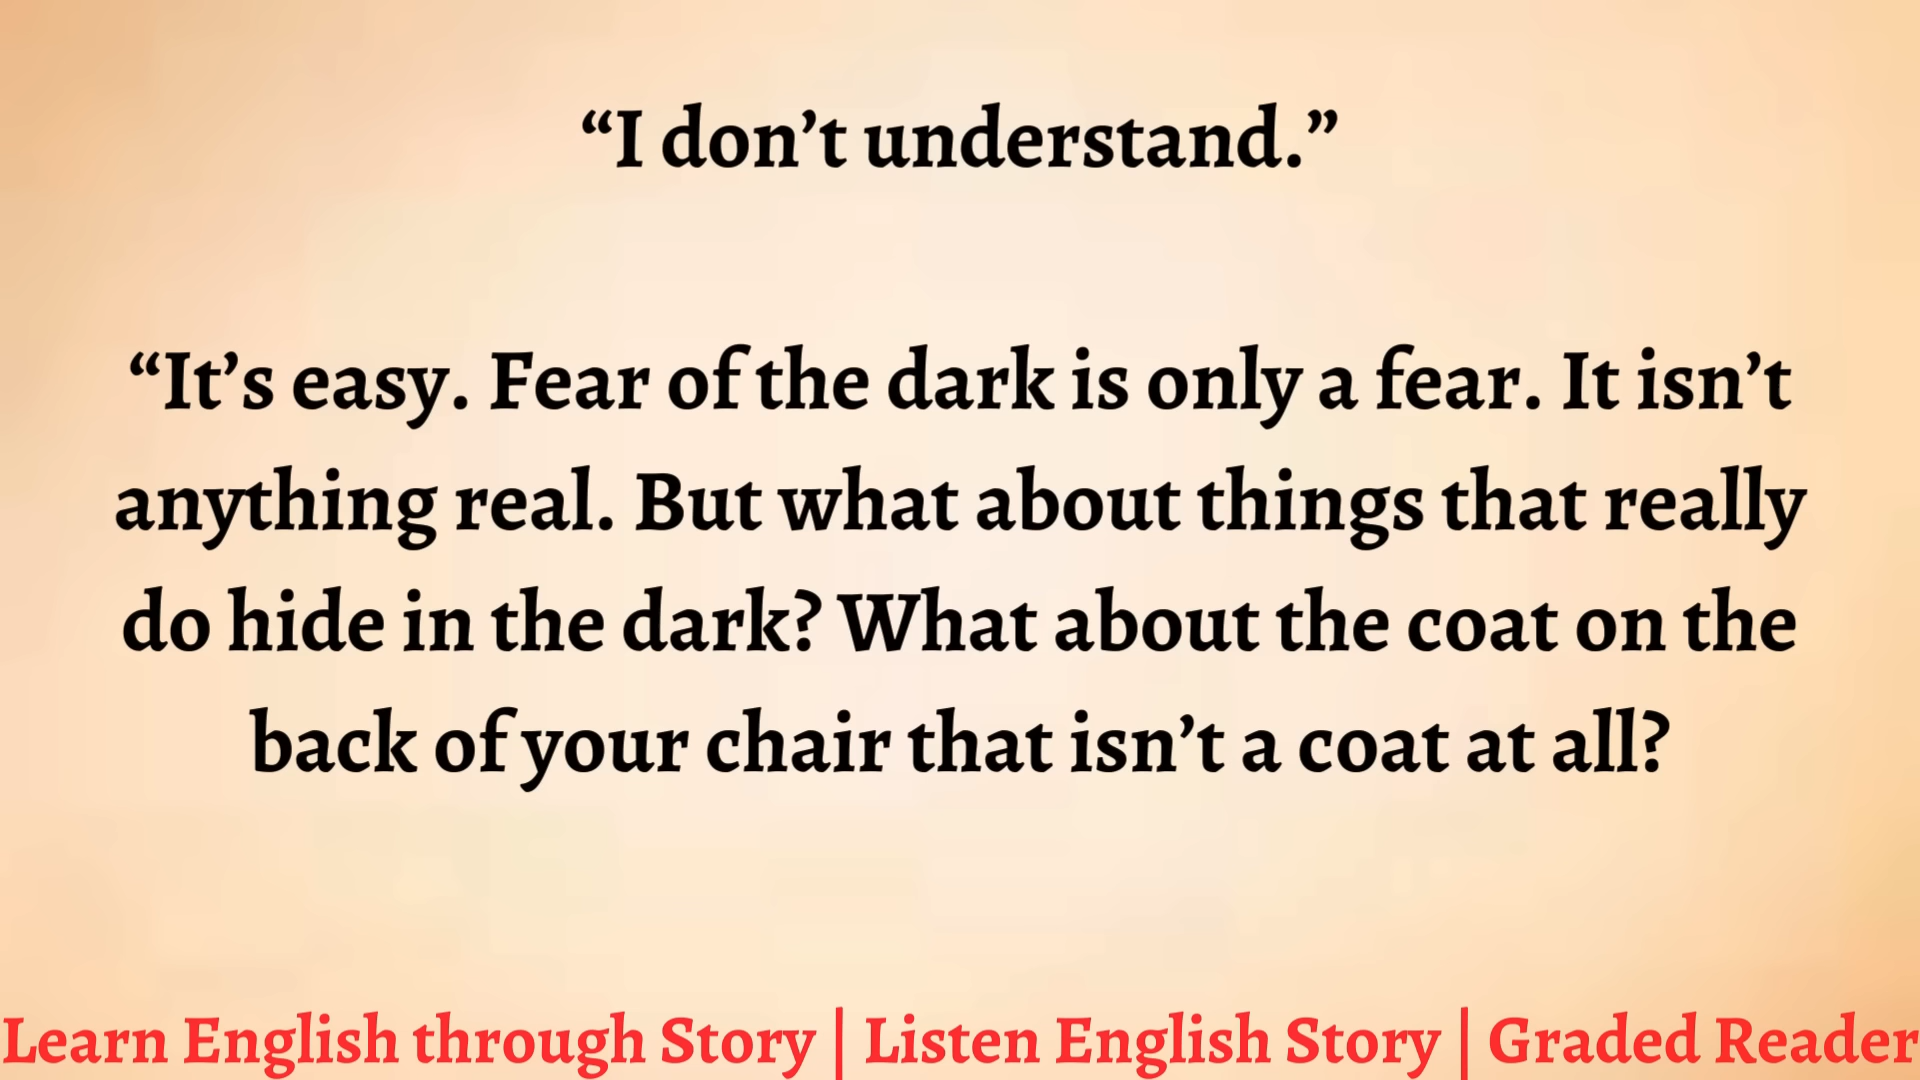 “I don’t understand.”
“It’s easy. Fear of the dark is only a fear. It isn’t
anything real. But what about things that really
do hide in the dark? What about the coat on the
back of your chair that isn’t a coat at all?
Learn English through Story | Listen English Story | Graded Reader